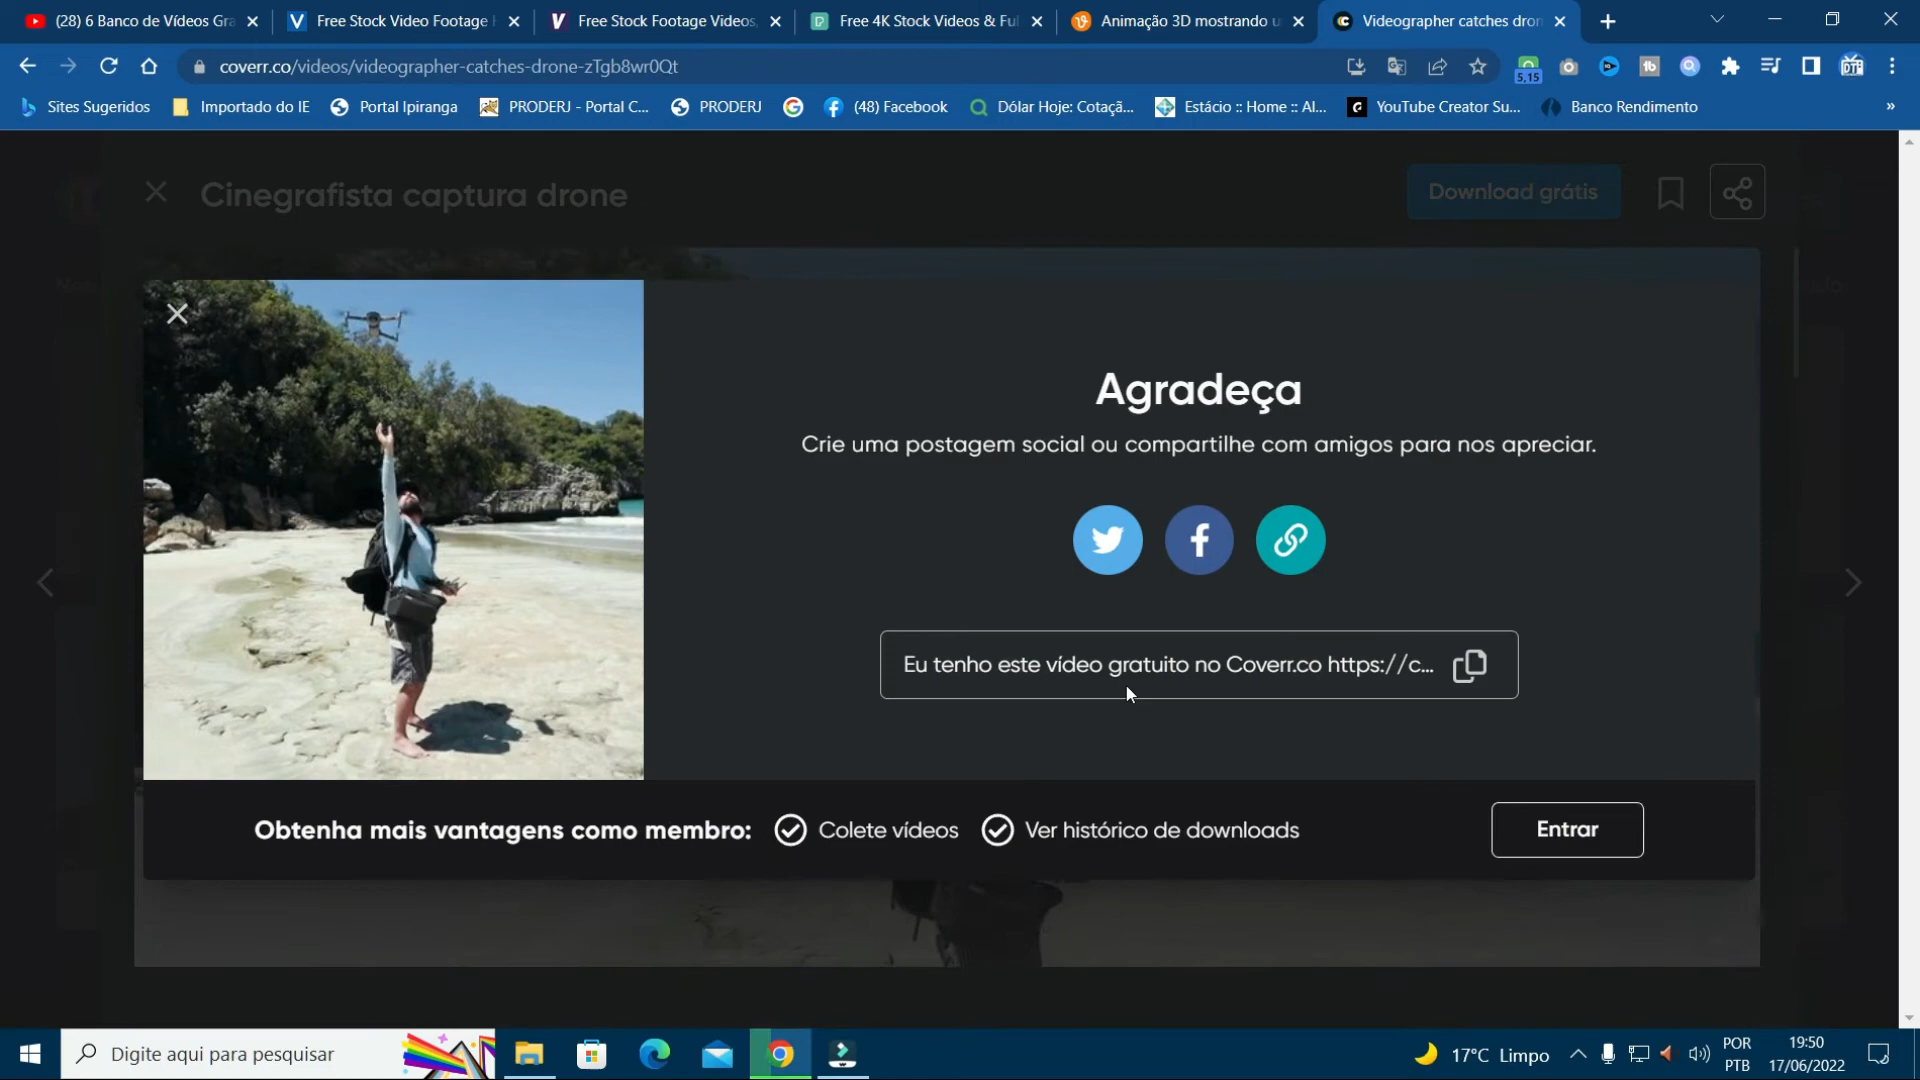 (28) 6 Banco de Vídeos Gra
Free Stock Video Footage H
Free Stock Footage Videos,
Free 4K Stock Videos & Ful
Animação 3D mostrando u
Videographer catches dron
coverr.co/videos/videographer-catches-drone-zTgb8wr0Qt
5,15
Sites Sugeridos
Importado do IE
Portal Ipiranga
PRODERJ - Portal C...
PRODERJ
(48) Facebook
Dólar Hoje: Cotaçã...
Estácio :: Home :: Al...
YouTube Creator Su...
Banco Rendimento
»
Cinegrafista captura drone
Download grátis
Agradeça
Crie uma postagem social ou compartilhe com amigos para nos apreciar.
Eu tenho este vídeo gratuito no Coverr.co https://c...
Obtenha mais vantagens como membro:
Colete vídeos
Ver histórico de downloads
Entrar
Digite aqui para pesquisar
17°C Limpo
POR
PTB
19:50
17/06/2022